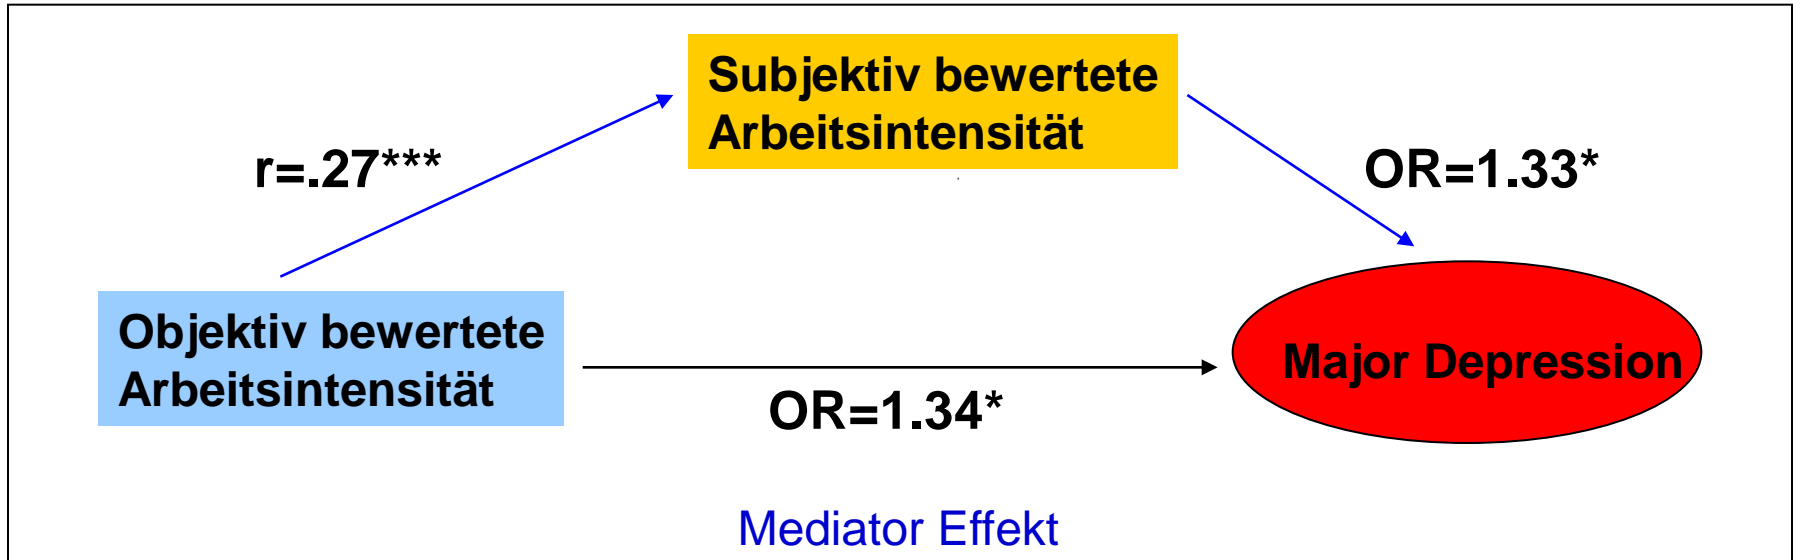 Subjektiv bewertete
Arbeitsintensität
r=.27***
OR=1.33*
Objektiv bewertete
Arbeitsintensität
Major Depression
OR=1.34*
Mediator Effekt